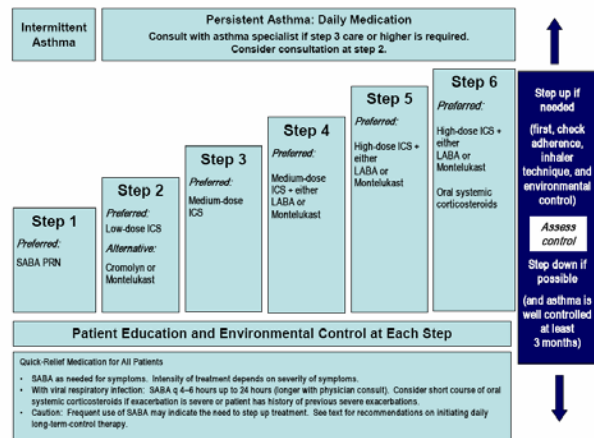 Intermittent
Asthma
Persistent Asthma: Daily Medication
Consult with asthma specialist if step 3 care or higher is required.
Consider consultation at step 2.
Step 1
Preferred:
SABA PRN
Step 2
Preferred:
Low-dose ICS
Alternative:
Cromolyn or
Montelukast
Step 3
Preferred:
Medium-dose
ICS
Step 4
Preferred:
Medium-dose
ICS + either
LABA or
Montelukast
Step 5
Preferred:
High-dose ICS +
either
LABA or
Montelukast
Step 6
Preferred:
High-dose ICS +
either
LABA or
Montelukast
Oral systemic
corticosteroids
Step up if
needed
(first, check
adherence,
inhaler
technique, and
environmental
control)
Assess
control
Step down if
possible
(and asthma is
well controlled
at least
3 months)
Patient Education and Environmental Control at Each Step
Quick-Relief Medication for All Patients
• SABA as needed for symptoms. Intensity of treatment depends on severity of symptoms.
• With viral respiratory infection: SABA q 4–6 hours up to 24 hours (longer with physician consult). Consider short course of oral
systemic corticosteroids if exacerbation is severe or patient has history of previous severe exacerbations.
• Caution: Frequent use of SABA may indicate the need to step up treatment. See text for recommendations on initiating daily
long-term-control therapy.